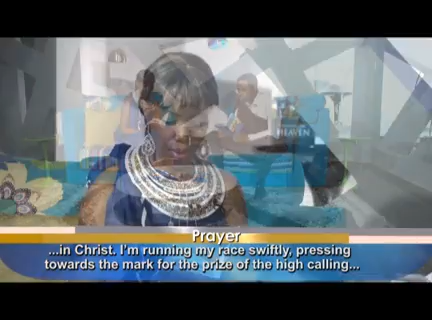 HEAVEN
Prayer
...in Christ. I'm running my race swiftly, pressing
towards the mark for the prize of the high calling...